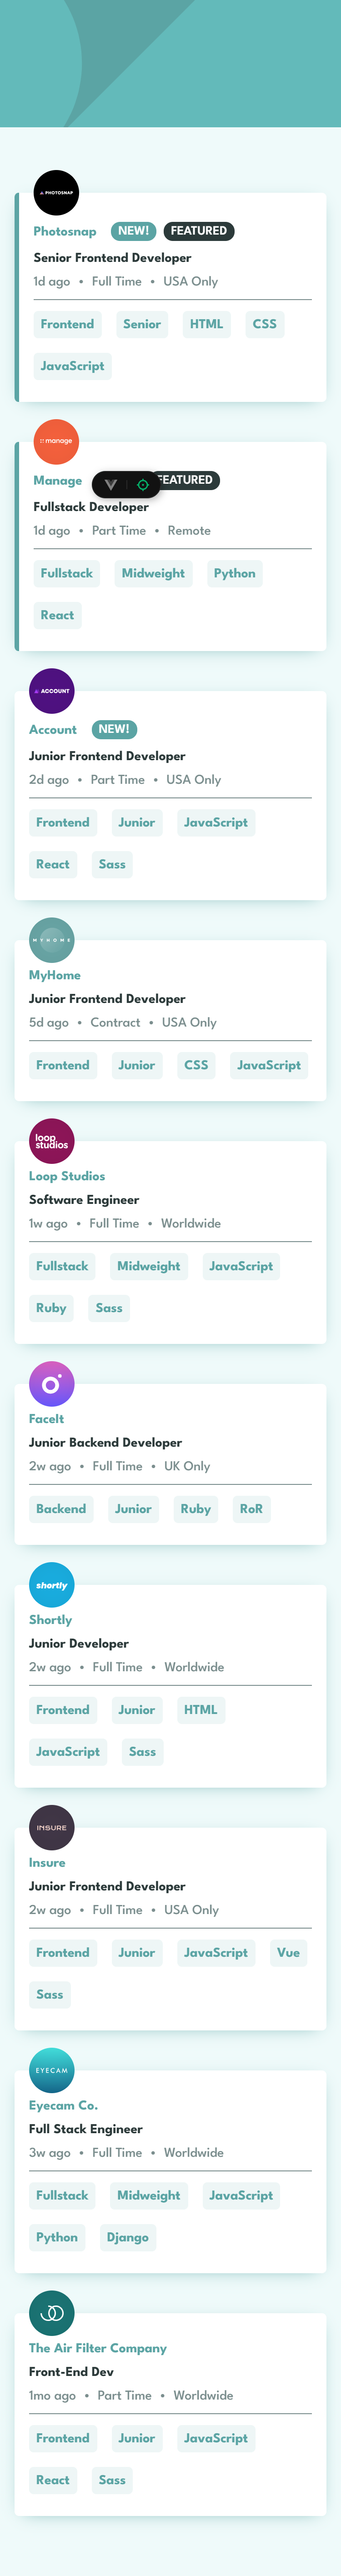 PHOTOSNAP
Photosnap NEW! FEATURED
Senior Frontend Developer
1d ago • Full Time • USA Only
Frontend Senior HTML CSS
JavaScript
manage
Manage FEATURED
Fullstack Developer
1d ago • Part Time • Remote
Fullstack Midweight Python
React
ACCOUNT
Account NEW!
Junior Frontend Developer
2d ago • Part Time • USA Only
Frontend Junior JavaScript
React Sass
MYHOME
MyHome
Junior Frontend Developer
5d ago • Contract • USA Only
Frontend Junior CSS JavaScript
loop
studios
Loop Studios
Software Engineer
1w ago • Full Time • Worldwide
Fullstack Midweight JavaScript
Ruby Sass
FaceIt
Junior Backend Developer
2w ago • Full Time • UK Only
Backend Junior Ruby RoR
shortly
Shortly
Junior Developer
2w ago • Full Time • Worldwide
Frontend Junior HTML
JavaScript Sass
INSURE
Insure
Junior Frontend Developer
2w ago • Full Time • USA Only
Frontend Junior JavaScript Vue
Sass
EYECAM
Eyecam Co.
Full Stack Engineer
3w ago • Full Time • Worldwide
Fullstack Midweight JavaScript
Python Django
The Air Filter Company
Front-End Dev
1mo ago • Part Time • Worldwide
Frontend Junior JavaScript
React Sass